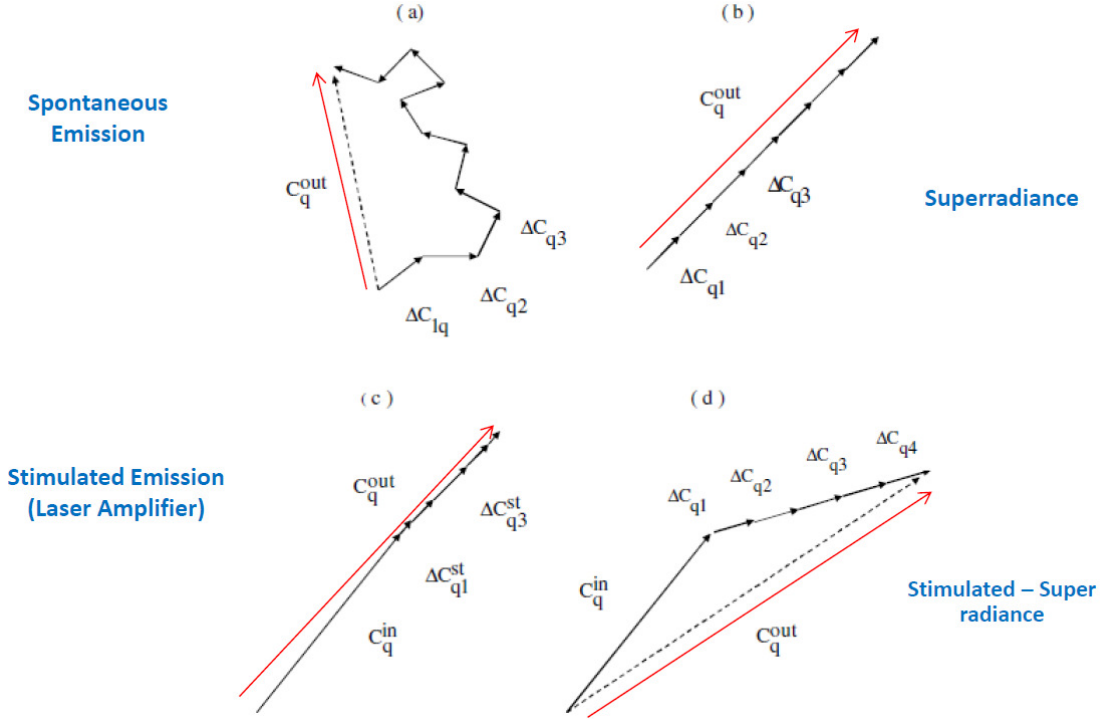 ( a )
( b )
Spontaneous
Emission
C_q^out
ΔC_q3
ΔC_q2
ΔC_1q
C_q^out
ΔC_q3
ΔC_q2
ΔC_q1
Superradiance
( c )
( d )
Stimulated Emission
(Laser Amplifier)
C_q^out
ΔC_q3^st
ΔC_q1^st
C_q^in
ΔC_q4
ΔC_q3
ΔC_q2
ΔC_q1
C_q^in
C_q^out
Stimulated – Super
radiance